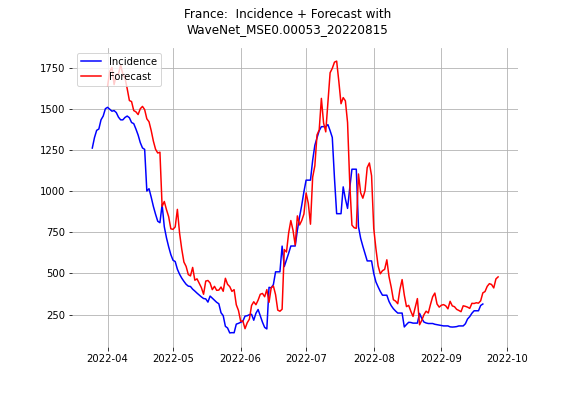 France:  Incidence + Forecast with
WaveNet_MSE0.00053_20220815
Incidence
Forecast
1750
1500
1250
1000
750
500
250
2022-04 2022-05 2022-06 2022-07 2022-08 2022-09 2022-10